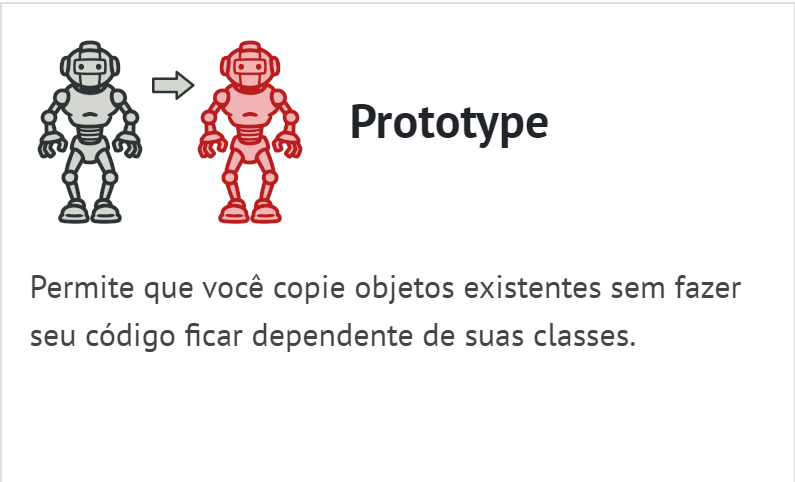 Prototype
Permite que você copie objetos existentes sem fazer
seu código ficar dependente de suas classes.